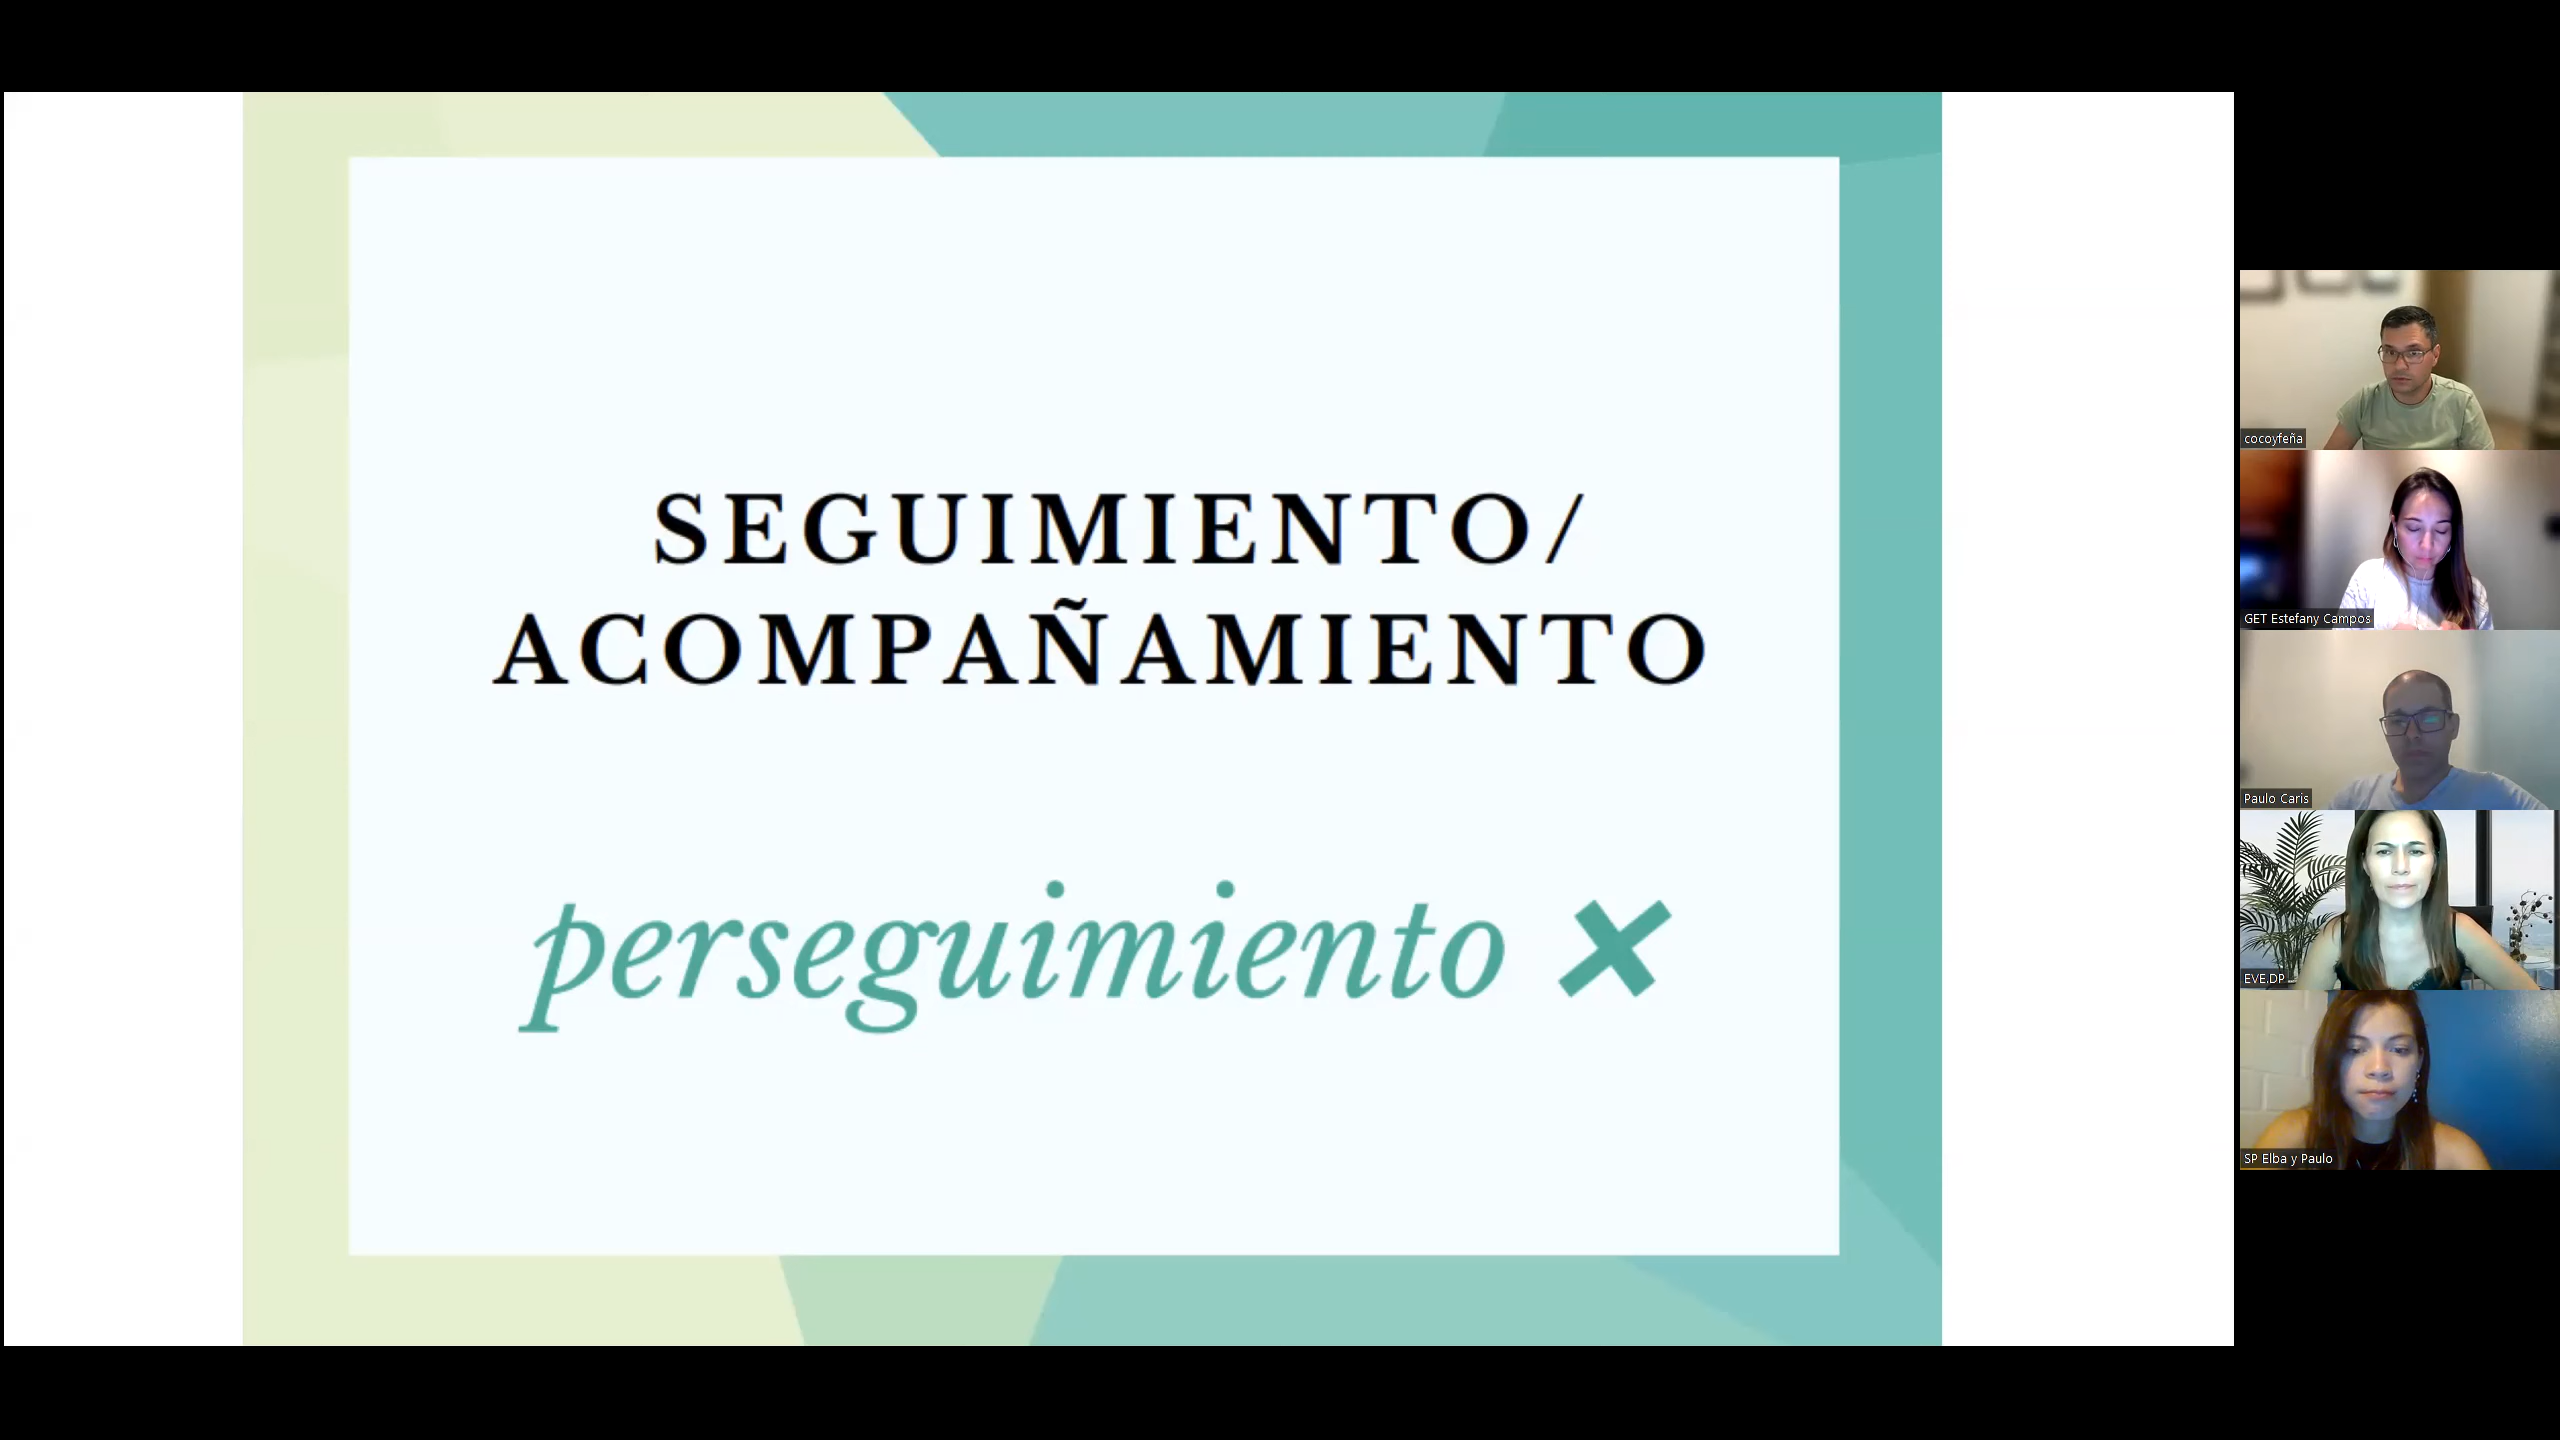 SEGUIMIENTO/
ACOMPAÑAMIENTO
perseguimiento ✖
cocoyfeña
GET Estefany Campos
Paulo Caris
EVE.DP
SP Elba y Paulo